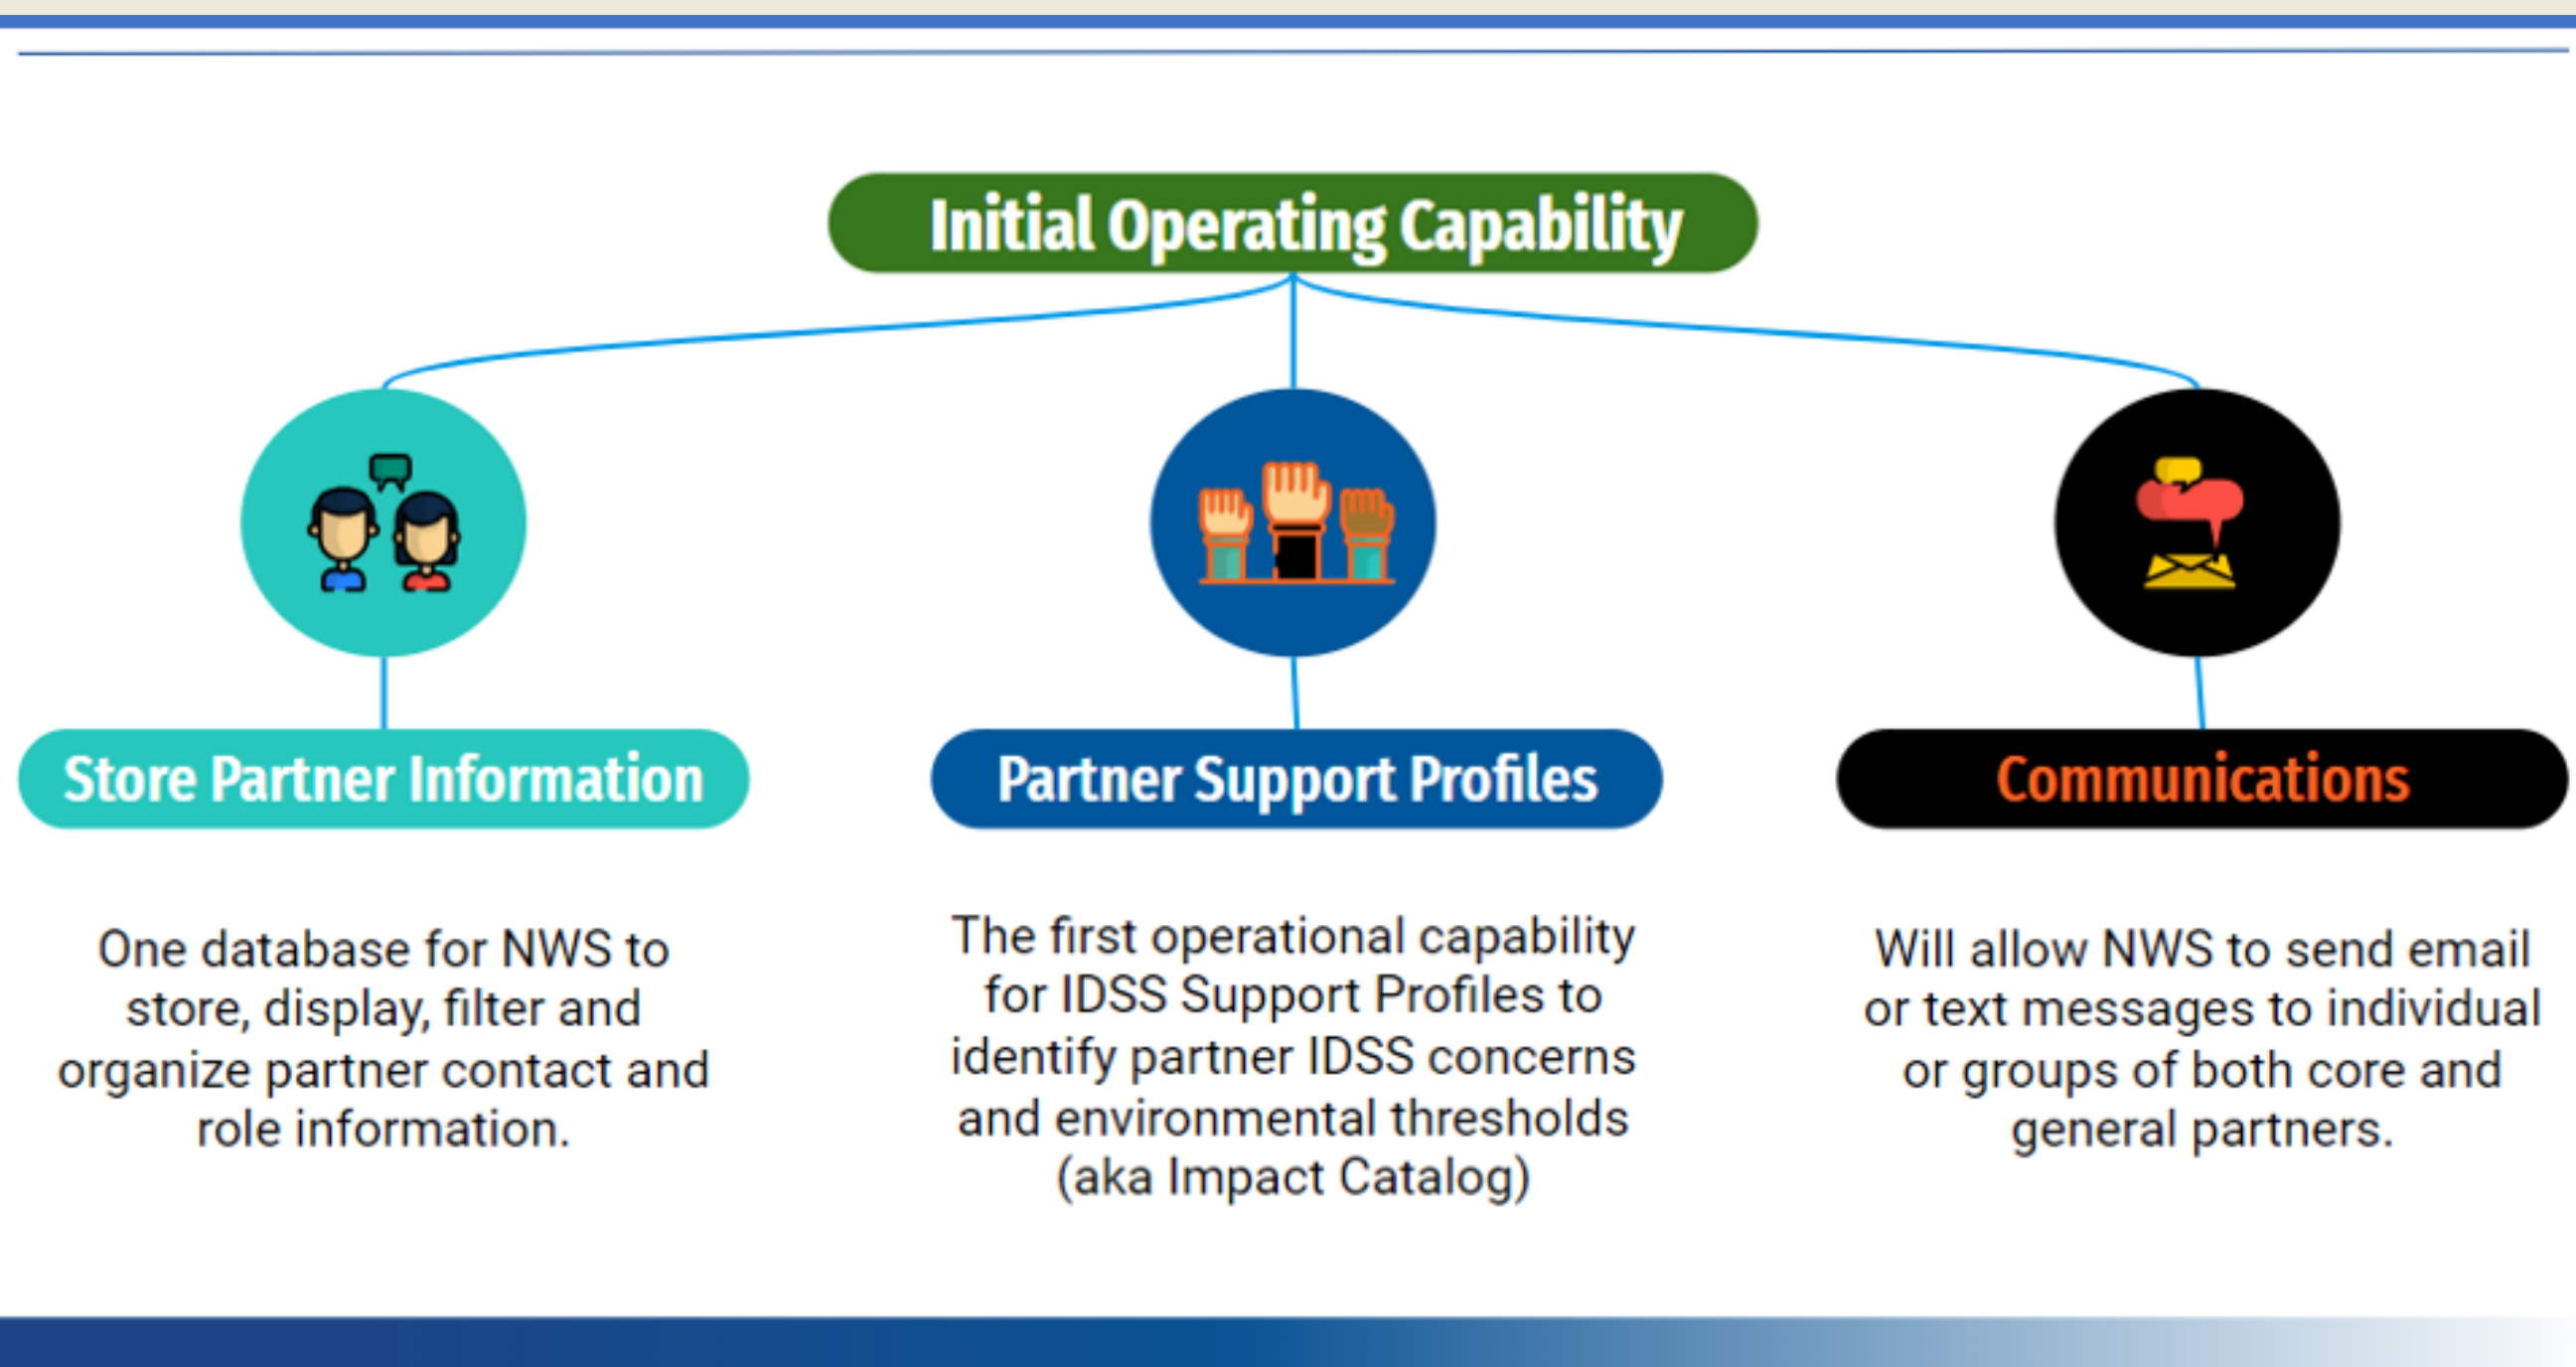 Initial Operating Capability
Store Partner Information
One database for NWS to
store, display, filter and
organize partner contact and
role information.
Partner Support Profiles
The first operational capability
for IDSS Support Profiles to
identify partner IDSS concerns
and environmental thresholds
(aka Impact Catalog)
Communications
Will allow NWS to send email
or text messages to individual
or groups of both core and
general partners.